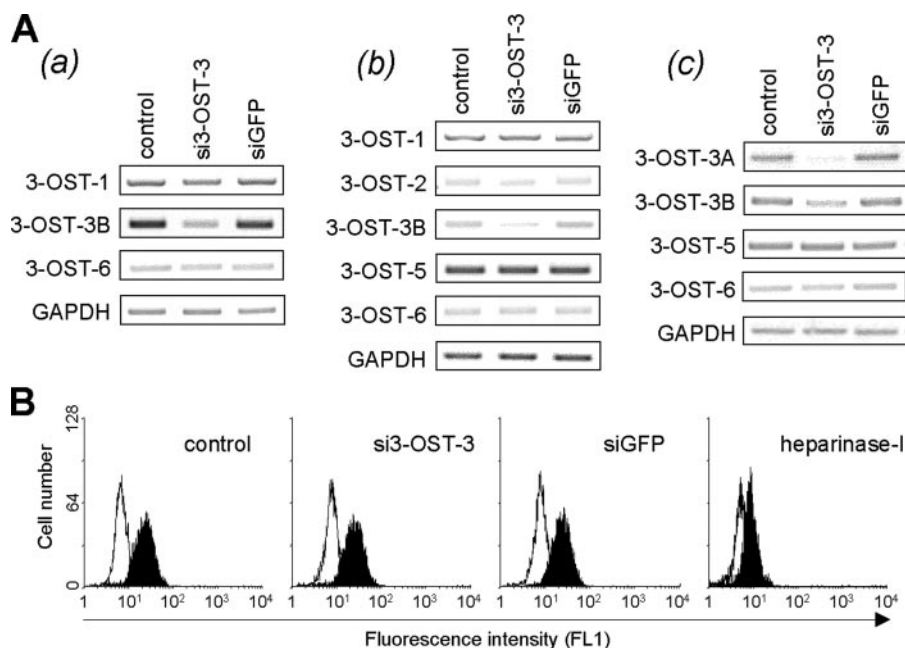 A
(a)
control
si3-OST-3
siGFP
3-OST-1
3-OST-3B
3-OST-6
GAPDH
(b)
control
si3-OST-3
siGFP
3-OST-1
3-OST-2
3-OST-3B
3-OST-5
3-OST-6
GAPDH
(c)
control
si3-OST-3
siGFP
3-OST-3A
3-OST-3B
3-OST-5
3-OST-6
GAPDH
B
Cell number
128
64
0
control
si3-OST-3
siGFP
heparinase-I
1 10¹ 10² 10³ 10⁴
1 10¹ 10² 10³ 10⁴
1 10¹ 10² 10³ 10⁴
1 10¹ 10² 10³ 10⁴
Fluorescence intensity (FL1)